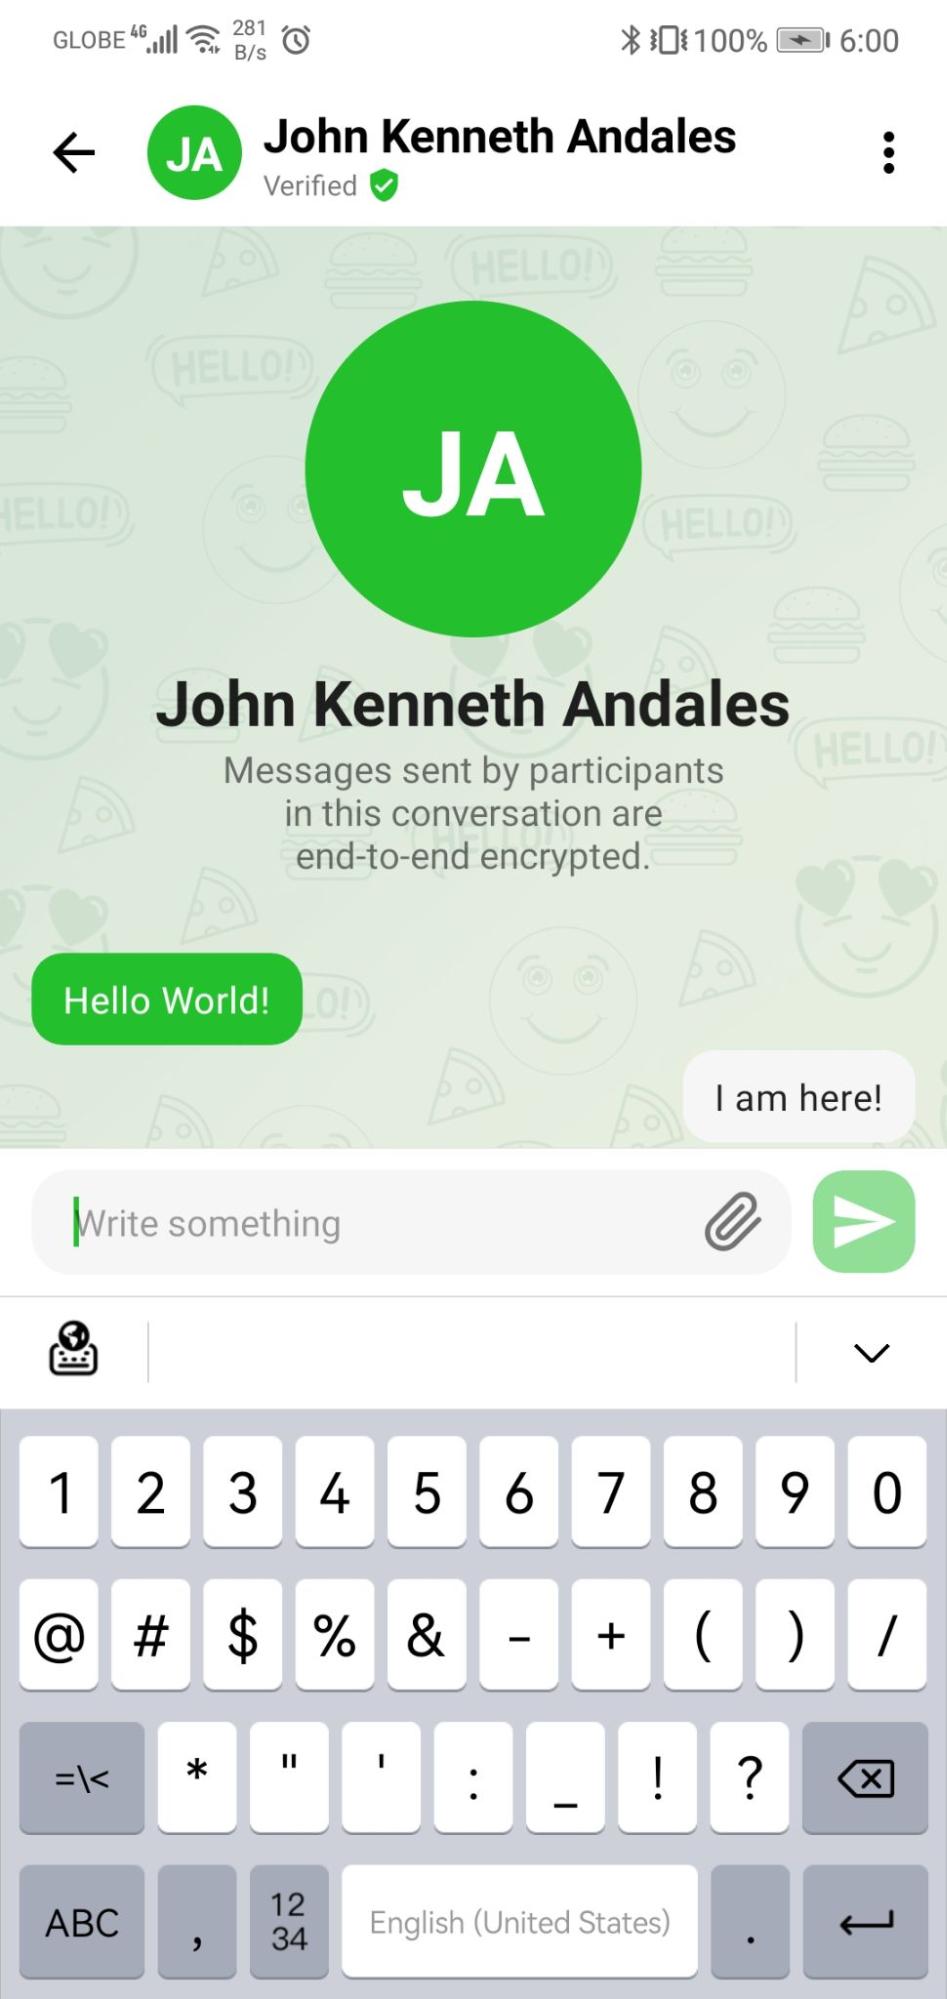 GLOBE 4G 281 B/s 100% 6:00
JA John Kenneth Andales
Verified
HELLO!
HELLO!
JA
HELLO!
HELLO!
John Kenneth Andales
HELLO!
Messages sent by participants
in this conversation are
HELLO!
end-to-end encrypted.
Hello World!
LO!
I am here!
Write something
1 2 3 4 5 6 7 8 9 0
@ # $ % & - + ( ) /
=\< * " ' : _ ! ?
ABC , 12 34 English (United States) .